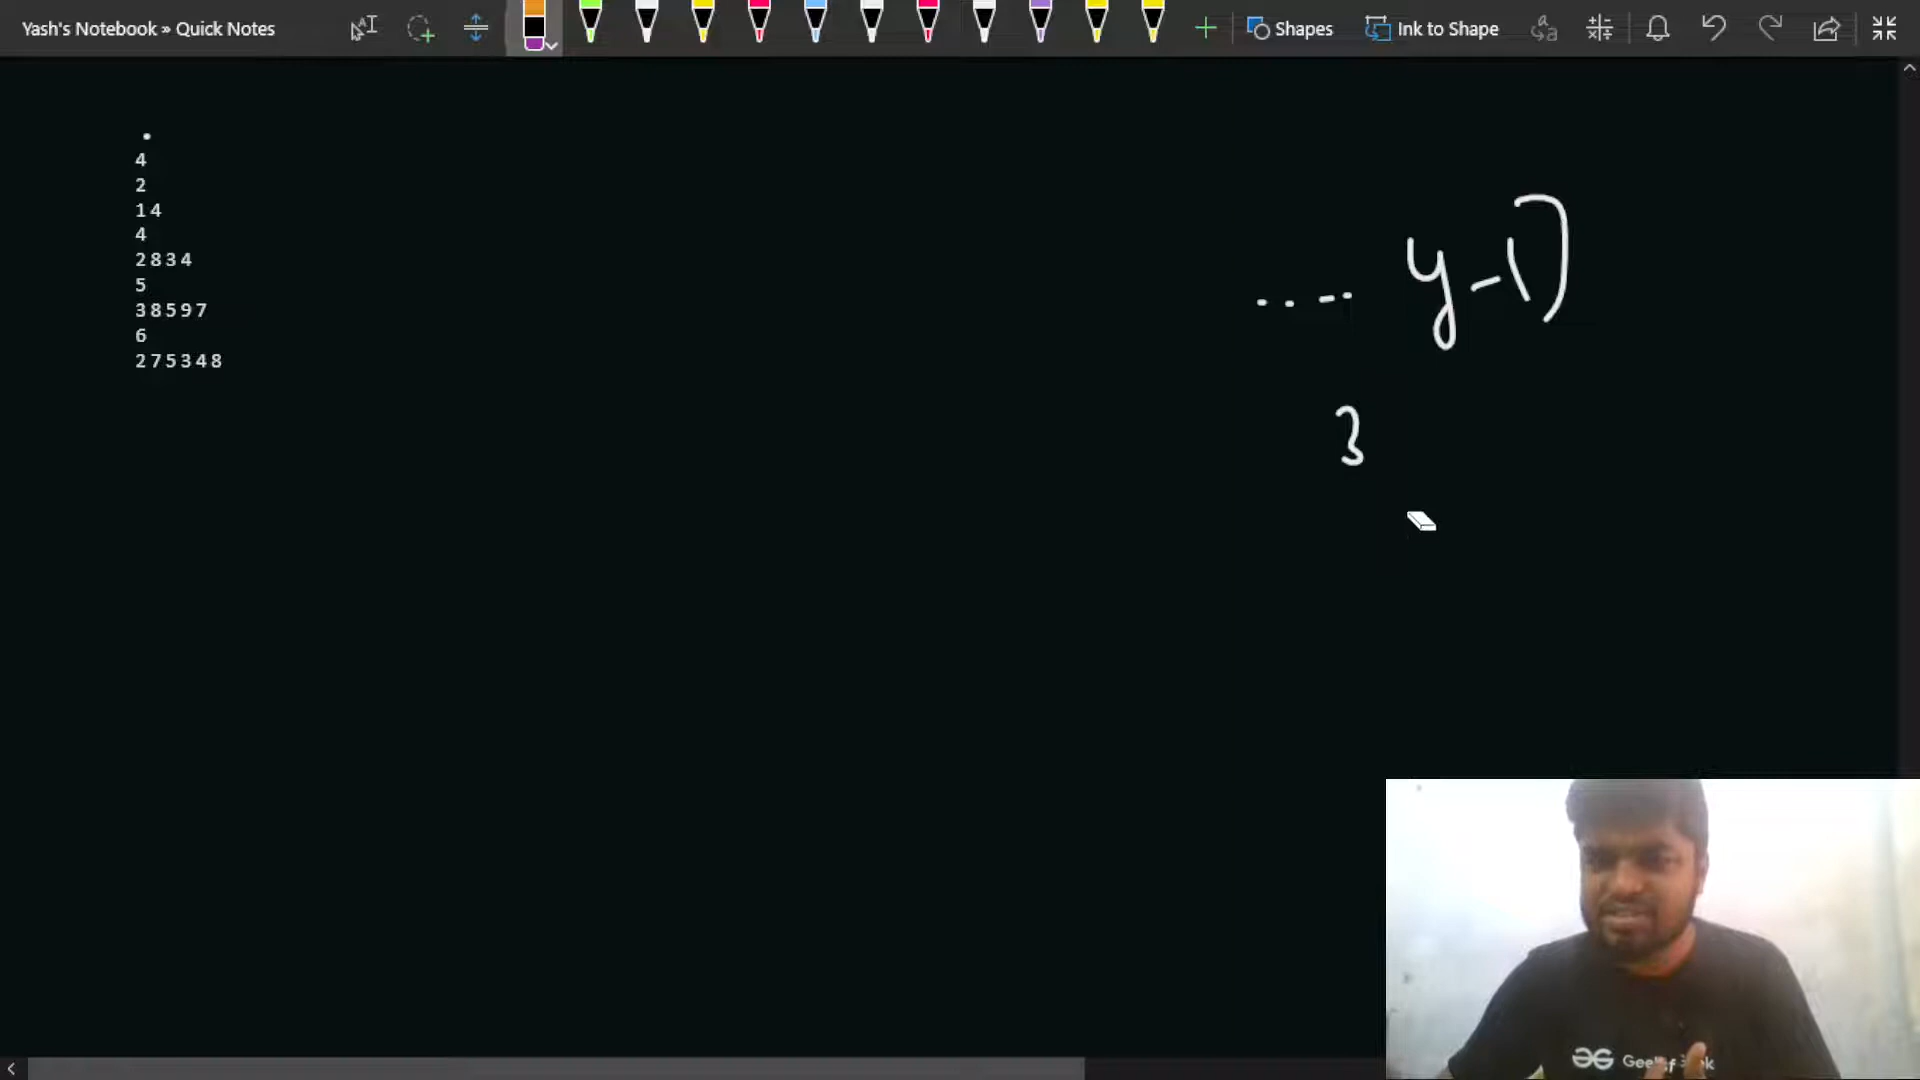 Yash's Notebook » Quick Notes
Shapes
Ink to Shape
4
2
1 4
4
2 8 3 4
5
3 8 5 9 7
6
2 7 5 3 4 8
.. -- y-1)
3